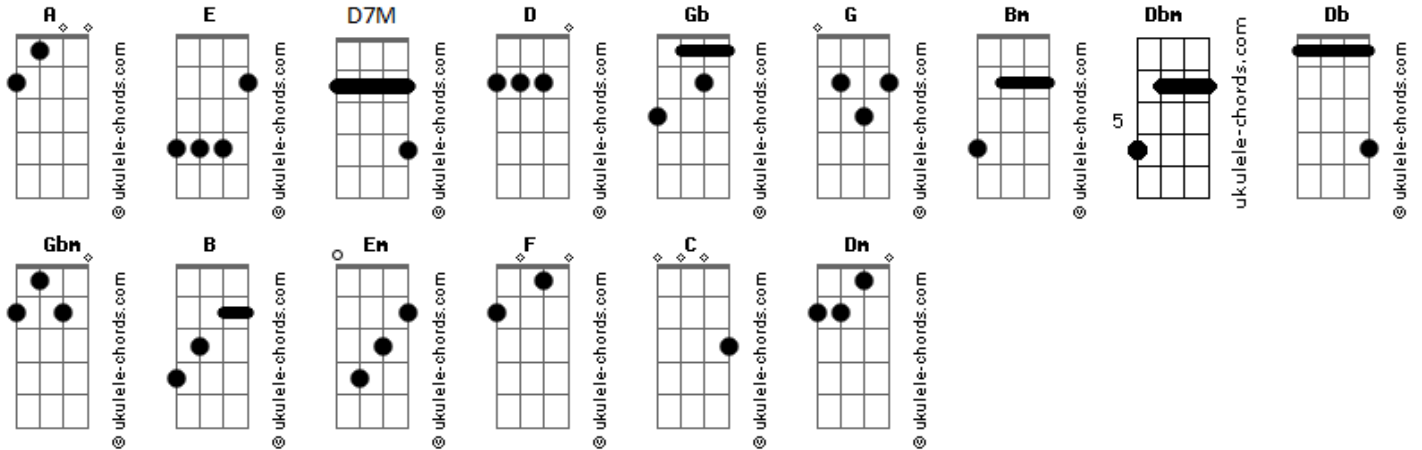 A E D7M D Gb G Bm Dbm Db
© ukulele-chords.com © ukulele-chords.com © ukulele-chords.com © ukulele-chords.com © ukulele-chords.com © ukulele-chords.com © ukulele-chords.com ukulele-chords.com © ukulele-chords.com
5
Gbm B Em F C Dm
© ukulele-chords.com © ukulele-chords.com © ukulele-chords.com © ukulele-chords.com © ukulele-chords.com © ukulele-chords.com